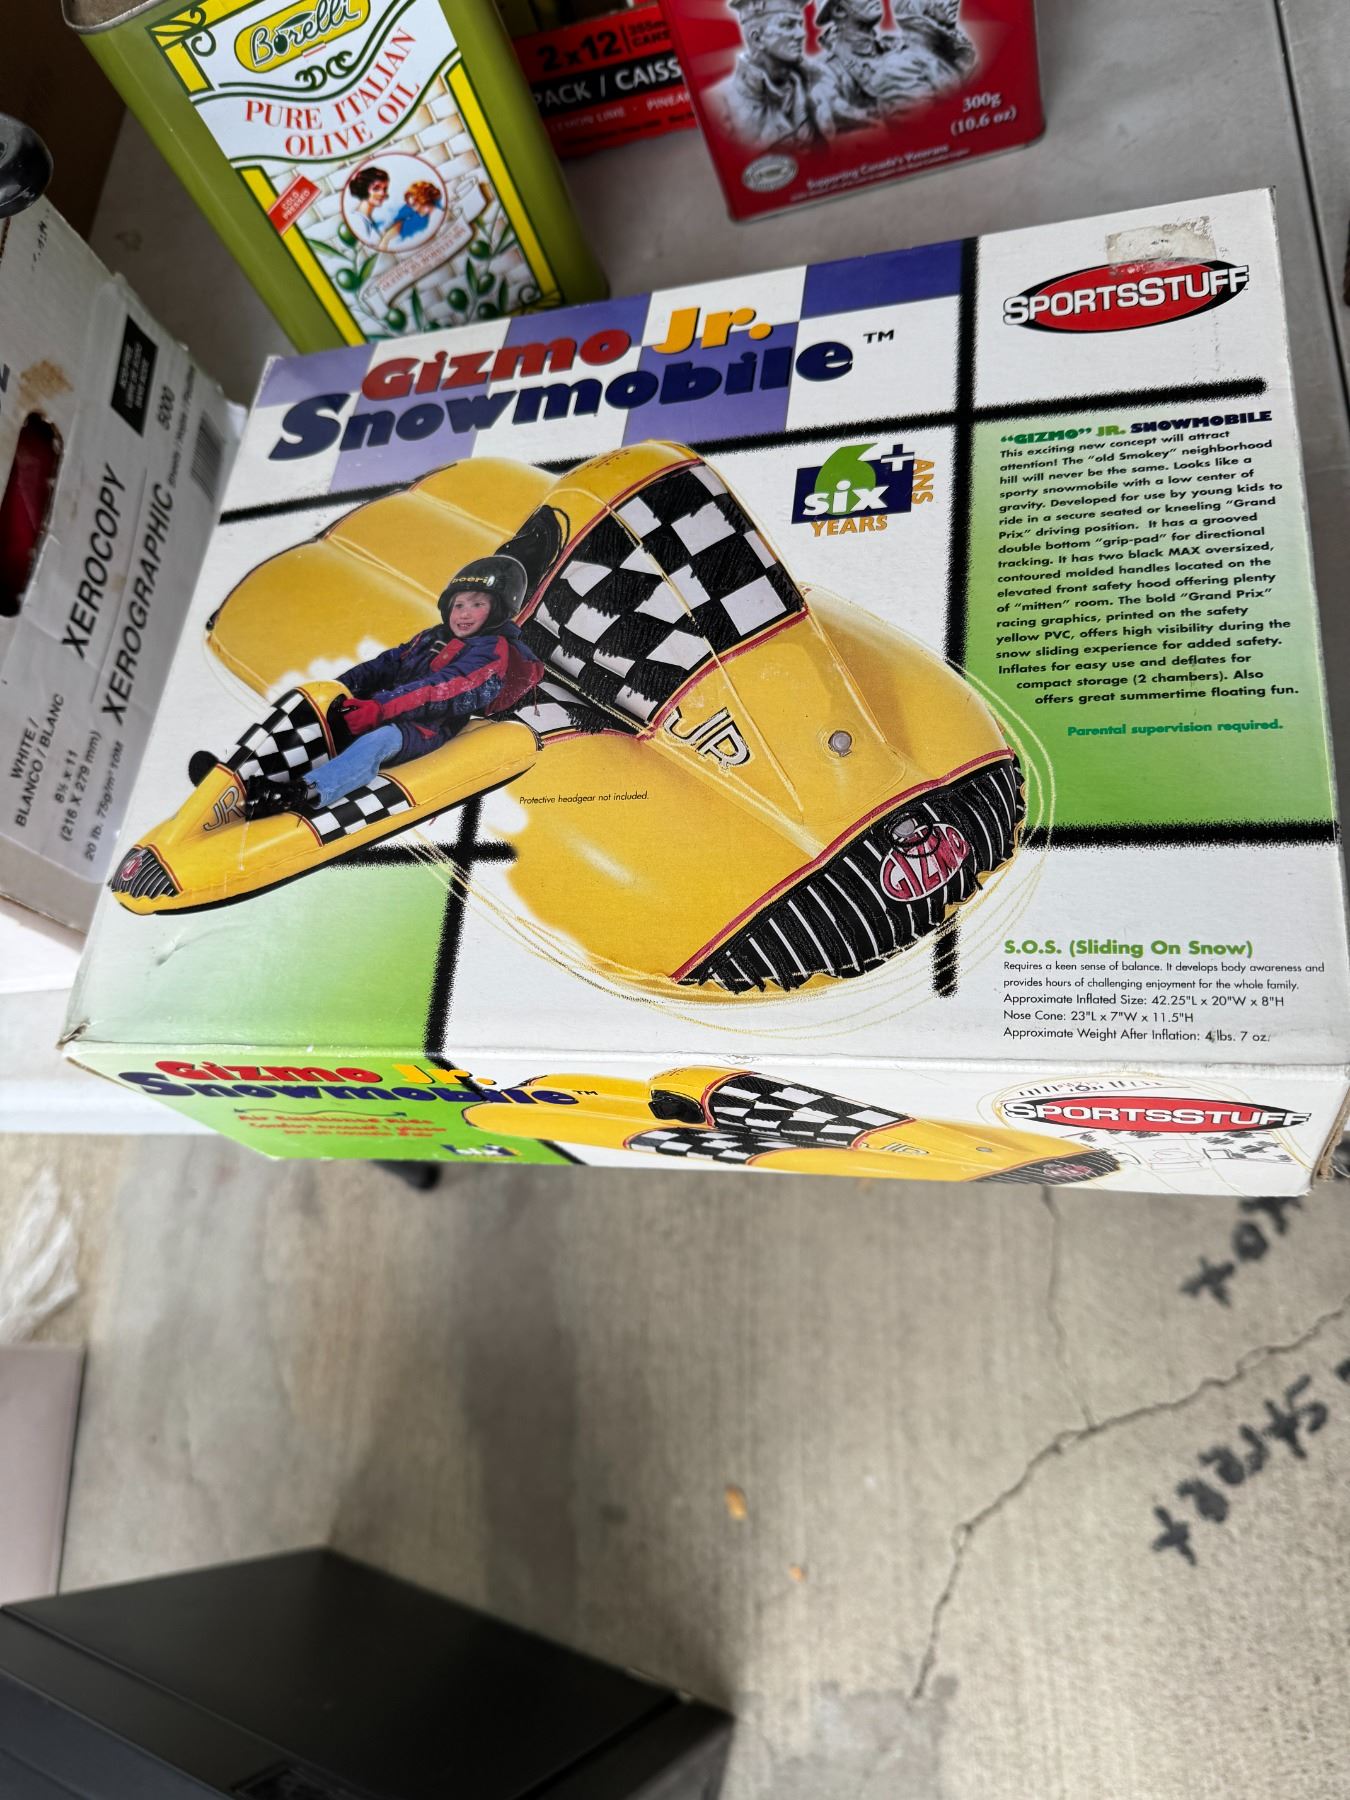 Borelli
PURE ITALIAN
OLIVE OIL
COLD
PRESSED
2x12
PACK / CAISS
300g
(10.6 oz)
Supporting Canada's Veterans
5000
XEROCOPY
XEROGRAPHIC
WHITE /
BLANCO / BLANC
8½ x 11
(216 X 279 mm)
Gizmo Jr.
Snowmobile™
SPORTSSTUFF
6+
six
YEARS
ANS
"GIZMO" JR. SNOWMOBILE
This exciting new concept will attract
attention! The "old Smokey" neighborhood
hill will never be the same. Looks like a
sporty snowmobile with a low center of
gravity. Developed for use by young kids to
ride in a secure seated or kneeling "Grand
Prix" driving position. It has a grooved
double bottom "grip-pad" for directional
tracking. It has two black MAX oversized,
contoured molded handles located on the
elevated front safety hood offering plenty
of "mitten" room. The bold "Grand Prix"
racing graphics, printed on the safety
yellow PVC, offers high visibility during the
snow sliding experience for added safety.
Inflates for easy use and deflates for
compact storage (2 chambers). Also
offers great summertime floating fun.
Parental supervision required.
JR
JR
GIZMO
Protective headgear not included.
S.O.S. (Sliding On Snow)
Requires a keen sense of balance. It develops body awareness and
provides hours of challenging enjoyment for the whole family.
Approximate Inflated Size: 42.25"L x 20"W x 8"H
Nose Cone: 23"L x 7"W x 11.5"H
Approximate Weight After Inflation: 4 lbs. 7 oz.
Gizmo Jr.
Snowmobile™
SPORTSSTUFF